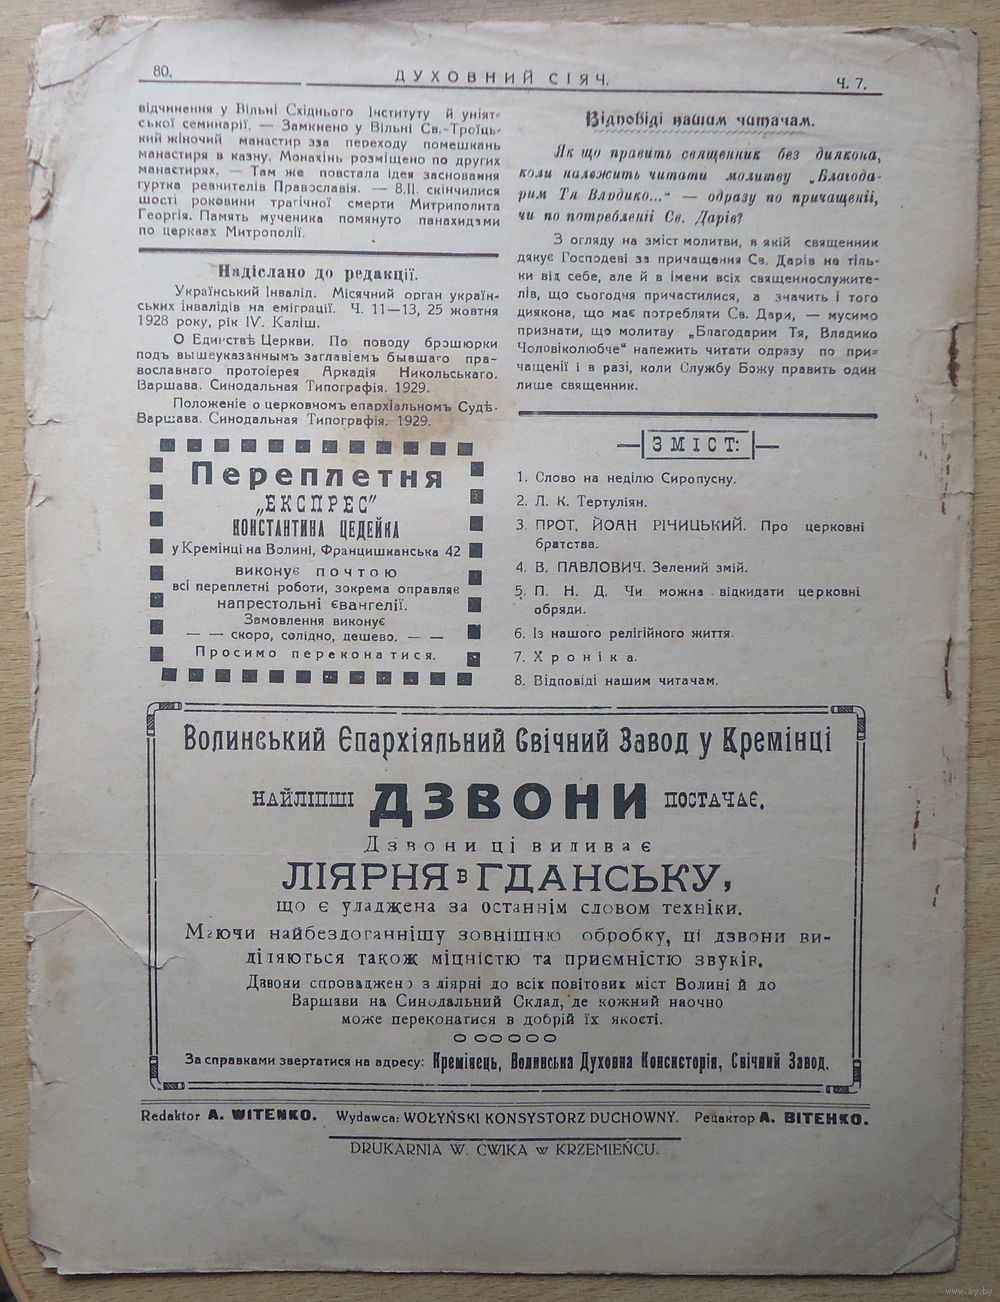 80.
ДУХОВНИЙ СІЯЧ.
Ч. 7.
відчинення у Вільні Східнього Інституту й уніят-
ської семинарії. — Замкнено у Вільні Св.-Троїць-
кий жіночий манастир зза переходу помешкань
манастиря в казну. Монахінь розміщено по других
манастирях. — Там же повстала ідея засновання
гуртка ревнителів Православія. — 8.II. скінчилися
шості роковини трагічної смерти Митриполита
Георгія. Память мученика помянуто панахидами
по церквах Митрополії.
Надіслано до редакції.
Український Інвалід. Місячний орган україн-
ських інвалідів на еміграції. Ч. 11—13, 25 жовтня
1928 року, рік IV. Каліш.
О Единствѣ Церкви. По поводу брошюрки
подъ вышеуказаннымъ заглавіемъ бывшаго пра-
вославнаго протоіерея Аркадія Никольськаго.
Варшава. Синодальная Типографія. 1929.
Положеніе о церковномъ епархіальномъ Судѣ.
Варшава. Синодальная Типографія. 1929.
Переплетня
„ЕКСПРЕС"
КОНСТАНТИНА ЦЕДЕЙКА
у Кремінці на Волині, Францишканська 42
виконує почтою
всі переплетні роботи, зокрема оправляє
напрестольні євангелії.
Замовлення виконує
— — скоро, солідно, дешево. — —
Просимо переконатися.
Відповіді нашим читачам.
Як що править священник без диякона,
коли належить читати молитву „Благода-
рим Тя Владико..." — одразу по причащеніі,
чи по потребленіі Св. Дарів?
З огляду на зміст молитви, в якій священник
дякує Господеві за причащення Св. Дарів не тіль-
ки від себе, але й в імени всіх священнослужите-
лів, що сьогодня причастилися, а значить і того
диякона, що має потребляти Св. Дари, — мусимо
признати, що молитву „Благодарим Тя, Владико
Чоловіколюбче" належить читати одразу по при-
чащенії і в разі, коли Службу Божу править один
лише священник.
ЗМІСТ:
1. Слово на неділю Сиропусну.
2. Л. К. Тертуліян.
3. ПРОТ. ЙОАН РІЧИЦЬКИЙ. Про церковні
братства.
4. В. ПАВЛОВИЧ. Зелений змій.
5. П. Н. Д. Чи можна відкидати церковні
обряди.
6. Із нашого релігійного життя.
7. Хроніка.
8. Відповіді нашим читачам.
Волинський Єпархіяльний Свічний Завод у Кремінці
НАЙЛІПШІ ДЗВОНИ ПОСТАЧАЄ.
Дзвони ці виливає
ЛІЯРНЯ в ГДАНСЬКУ,
що є уладжена за останнім словом техніки.
Маючи найбездоганнішу зовнішню обробку, ці дзвони ви-
діляються також міцністю та приємністю звуків.
Дзвони спроваджено з ліярні до всіх повітових міст Волині й до
Варшави на Синодальний Склад, де кожний наочно
може переконатися в добрій їх якості.
За справками звертатися на адресу: Кремінець, Волинська Духовна Консисторія, Свічний Завод.
Redaktor A. WITENKO. Wydawca: WOŁYŃSKI KONSYSTORZ DUCHOWNY. Редактор А. ВІТЕНКО.
DRUKARNIA W. CWIKA w KRZEMIEŃCU.
www.ay.by